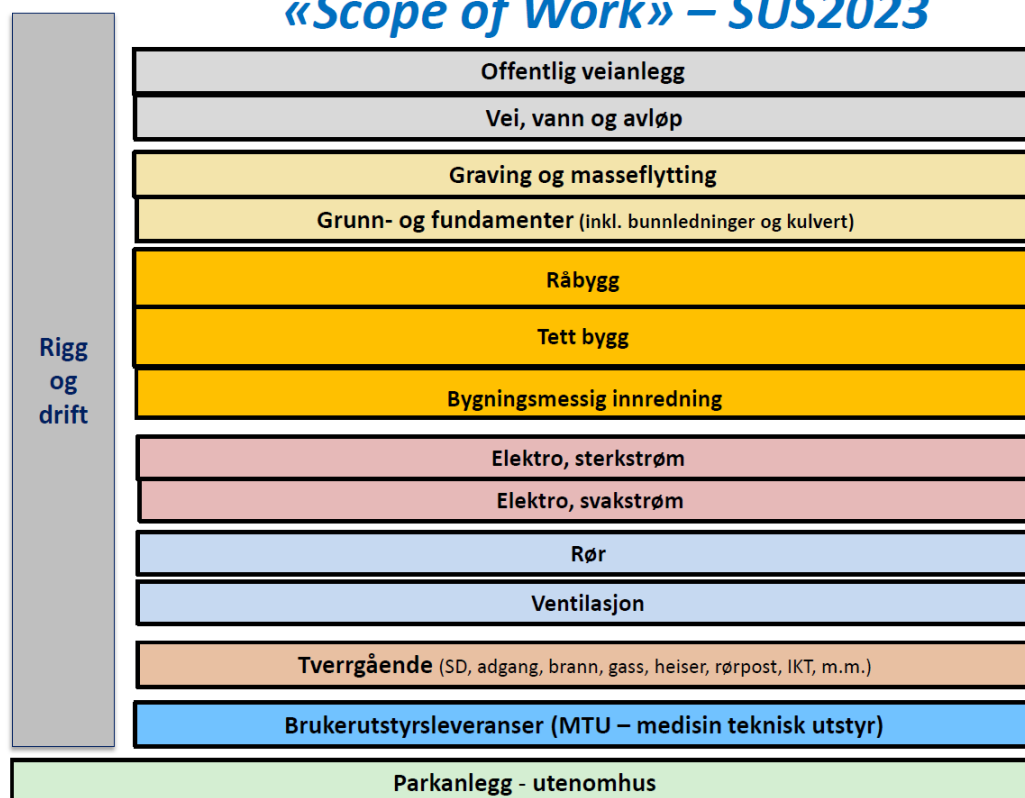 «Scope of Work» – SUS2023
Offentlig veianlegg
Vei, vann og avløp
Graving og masseflytting
Grunn- og fundamenter (inkl. bunnledninger og kulvert)
Råbygg
Tett bygg
Rigg
og
drift
Bygningsmessig innredning
Elektro, sterkstrøm
Elektro, svakstrøm
Rør
Ventilasjon
Tverrgående (SD, adgang, brann, gass, heiser, rørpost, IKT, m.m.)
Brukerutstyrsleveranser (MTU – medisin teknisk utstyr)
Parkanlegg - utenomhus